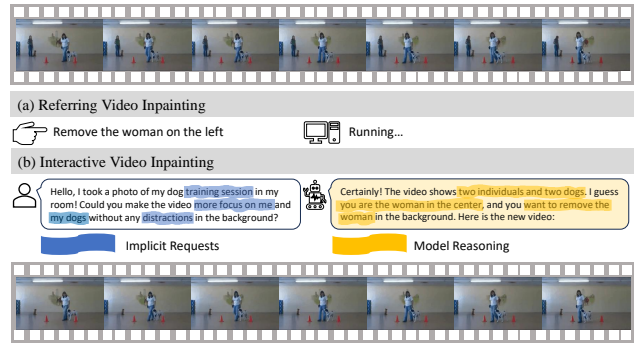 (a) Referring Video Inpainting
Remove the woman on the left
Running...
(b) Interactive Video Inpainting
Hello, I took a photo of my dog training session in my
room! Could you make the video more focus on me and
my dogs without any distractions in the background?
Certainly! The video shows two individuals and two dogs. I guess
you are the woman in the center, and you want to remove the
woman in the background. Here is the new video:
Implicit Requests
Model Reasoning